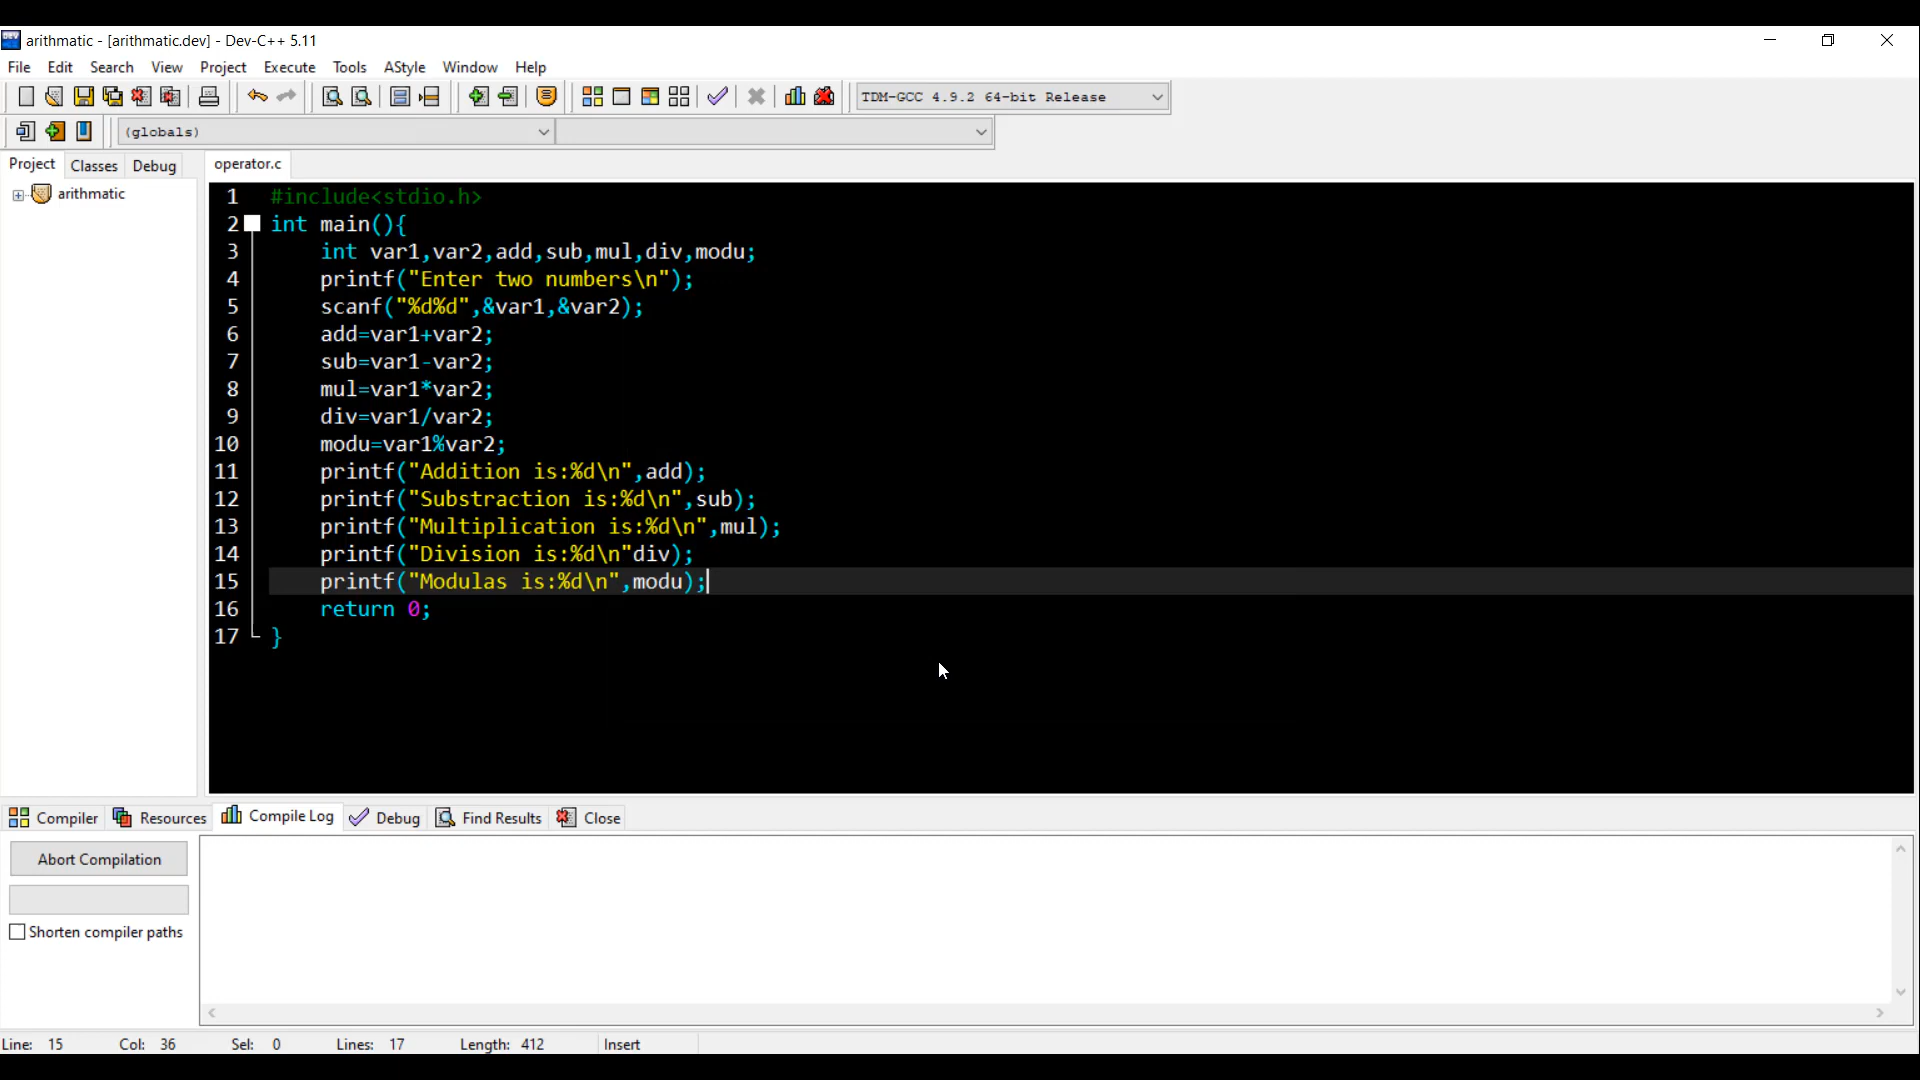 arithmatic - [arithmatic.dev] - Dev-C++ 5.11
File Edit Search View Project Execute Tools AStyle Window Help
TDM-GCC 4.9.2 64-bit Release
(globals)
Project Classes Debug operator.c
arithmatic
1 #include<stdio.h>
2 int main(){
3 int var1,var2,add,sub,mul,div,modu;
4 printf("Enter two numbers\n");
5 scanf("%d%d",&var1,&var2);
6 add=var1+var2;
7 sub=var1-var2;
8 mul=var1*var2;
9 div=var1/var2;
10 modu=var1%var2;
11 printf("Addition is:%d\n",add);
12 printf("Substraction is:%d\n",sub);
13 printf("Multiplication is:%d\n",mul);
14 printf("Division is:%d\n"div);
15 printf("Modulas is:%d\n",modu);
16 return 0;
17 }
Compiler Resources Compile Log Debug Find Results Close
Abort Compilation
Shorten compiler paths
Line: 15 Col: 36 Sel: 0 Lines: 17 Length: 412 Insert